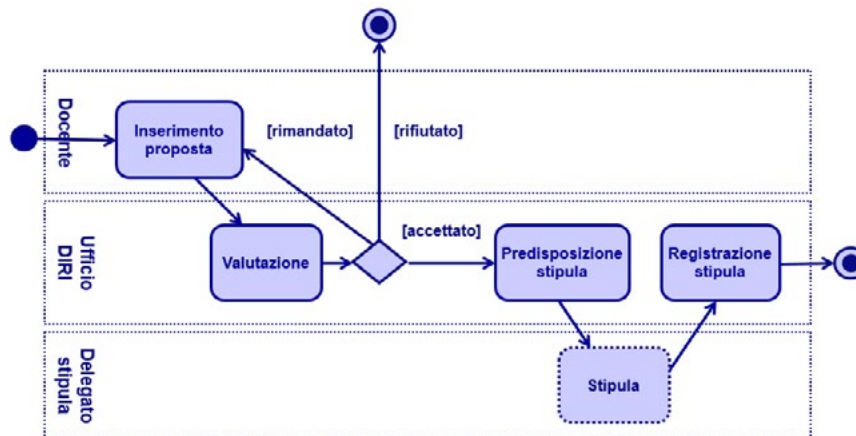 Docente
Inserimento
proposta
[rimandato]
[rifiutato]
Ufficio
DIRI
Valutazione
[accettato]
Predisposizione
stipula
Registrazione
stipula
Delegato
stipula
Stipula